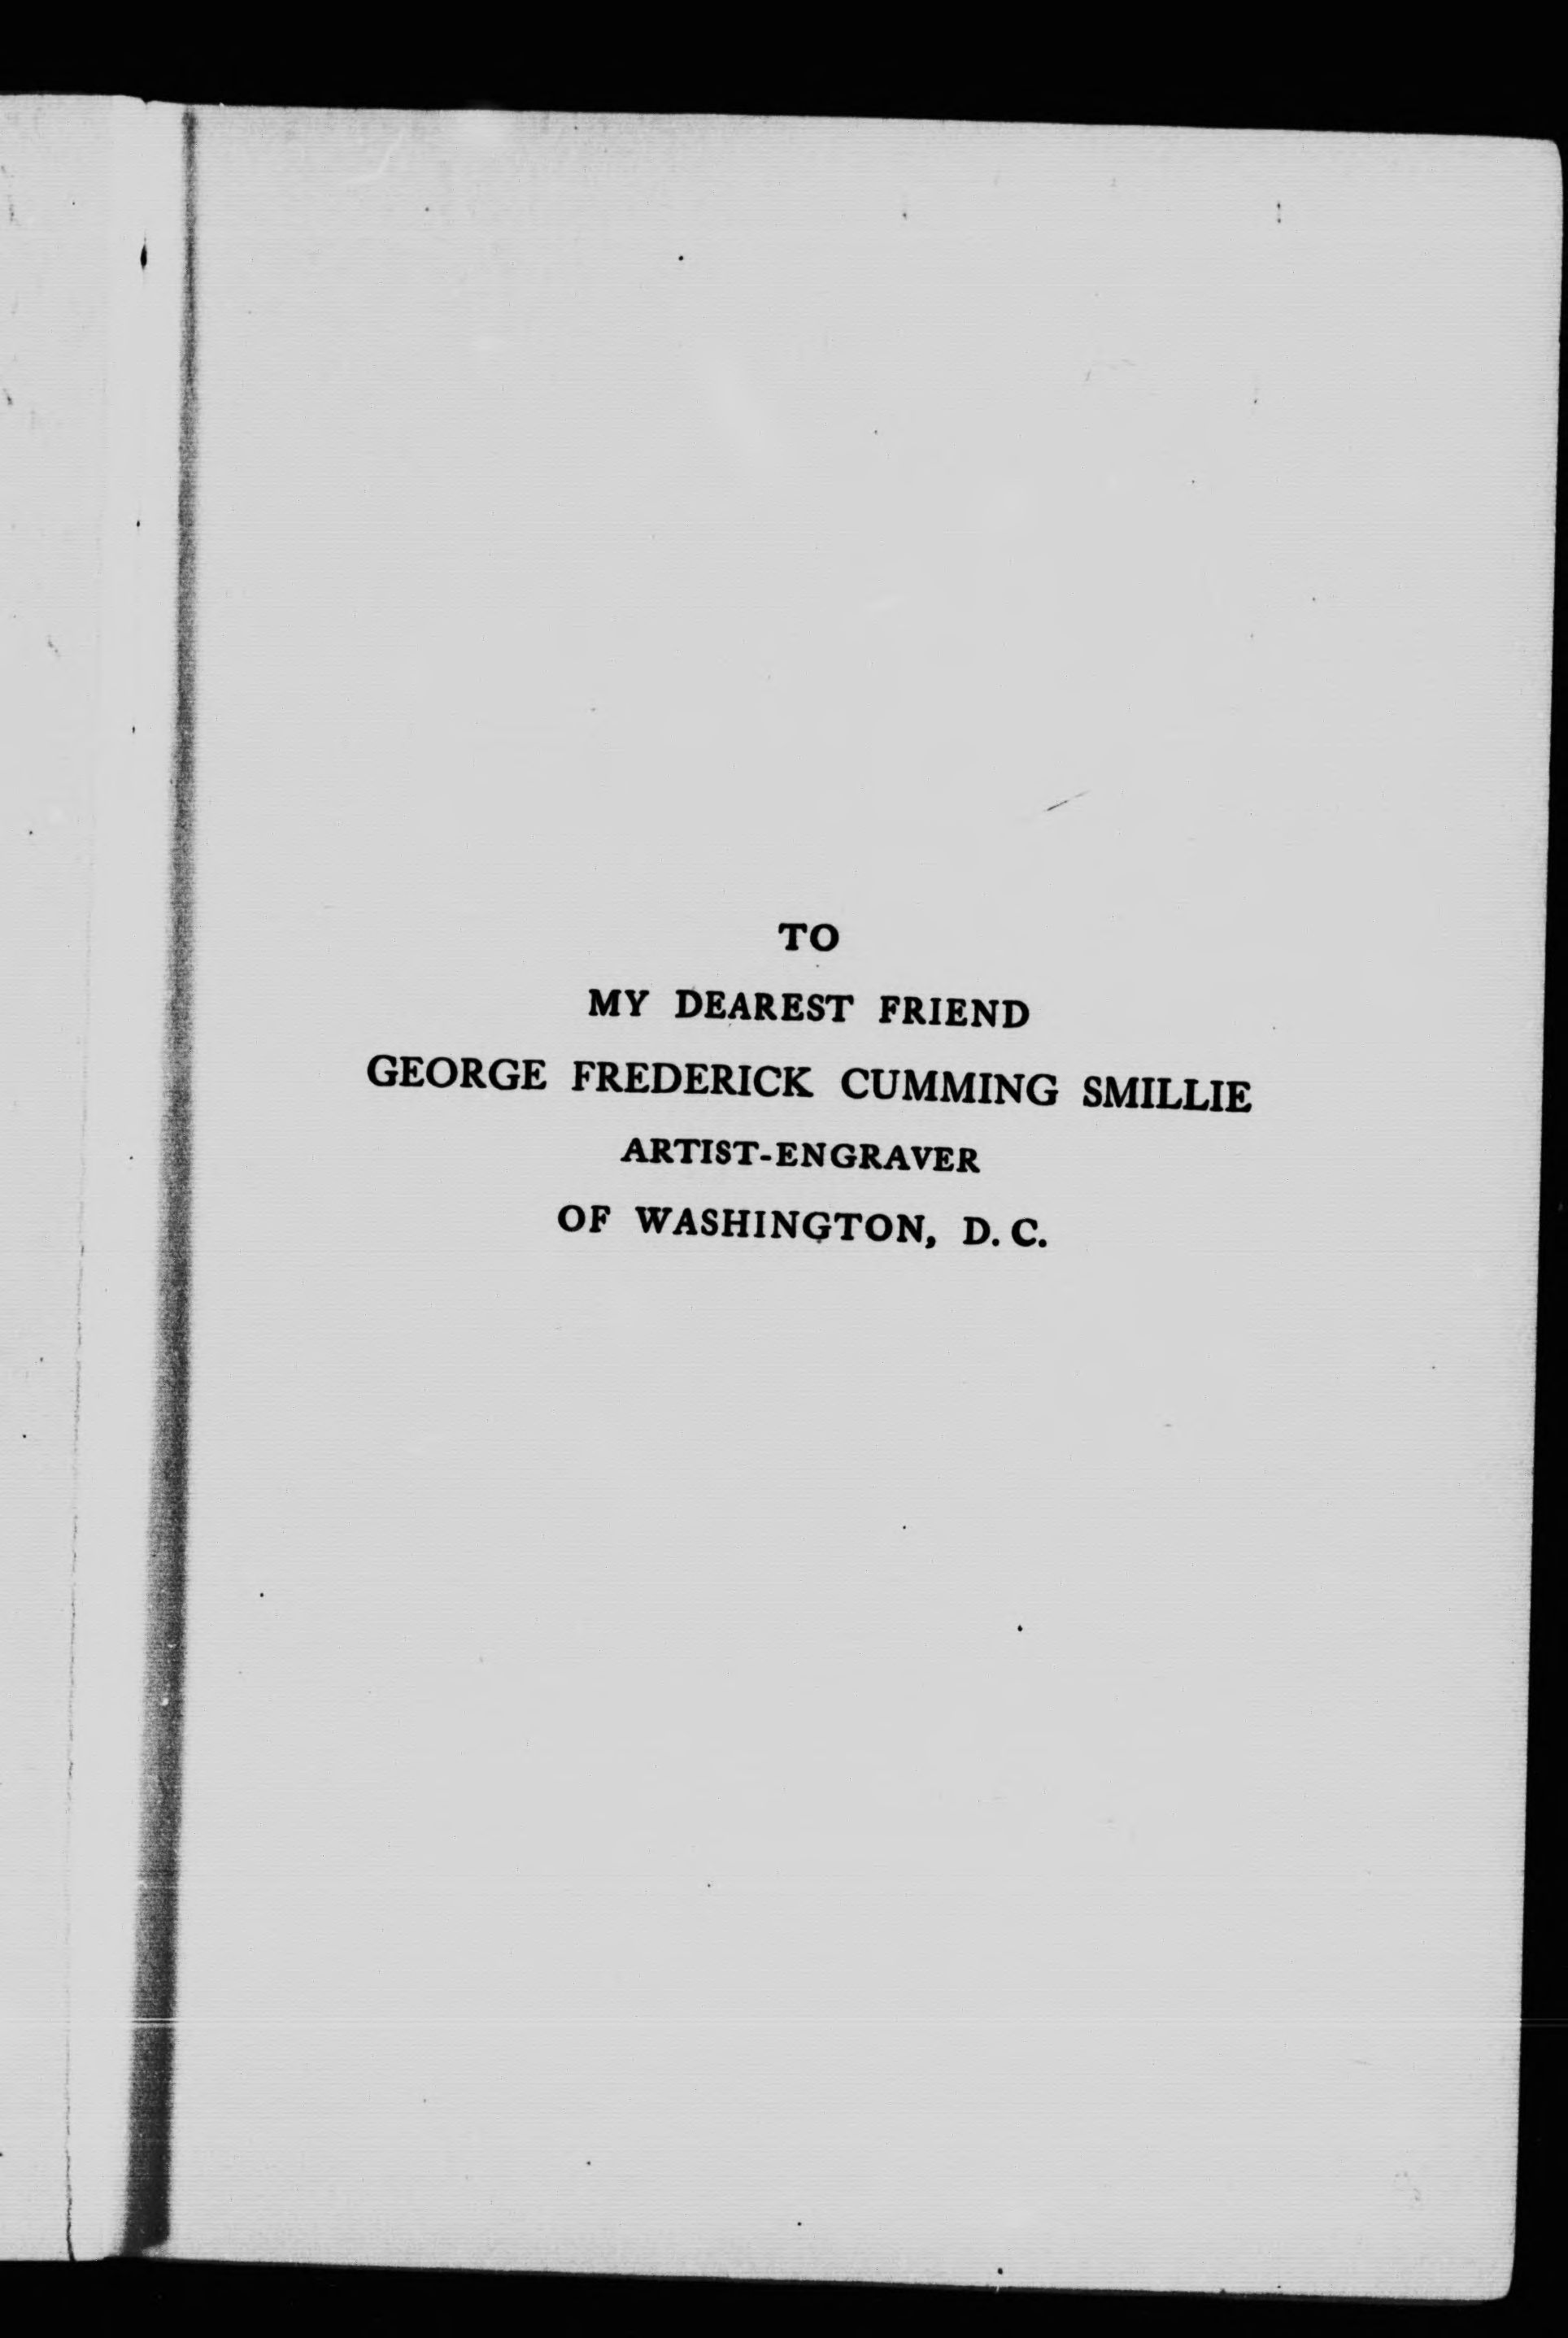 TO
MY DEAREST FRIEND
GEORGE FREDERICK CUMMING SMILLIE
ARTIST-ENGRAVER
OF WASHINGTON, D. C.